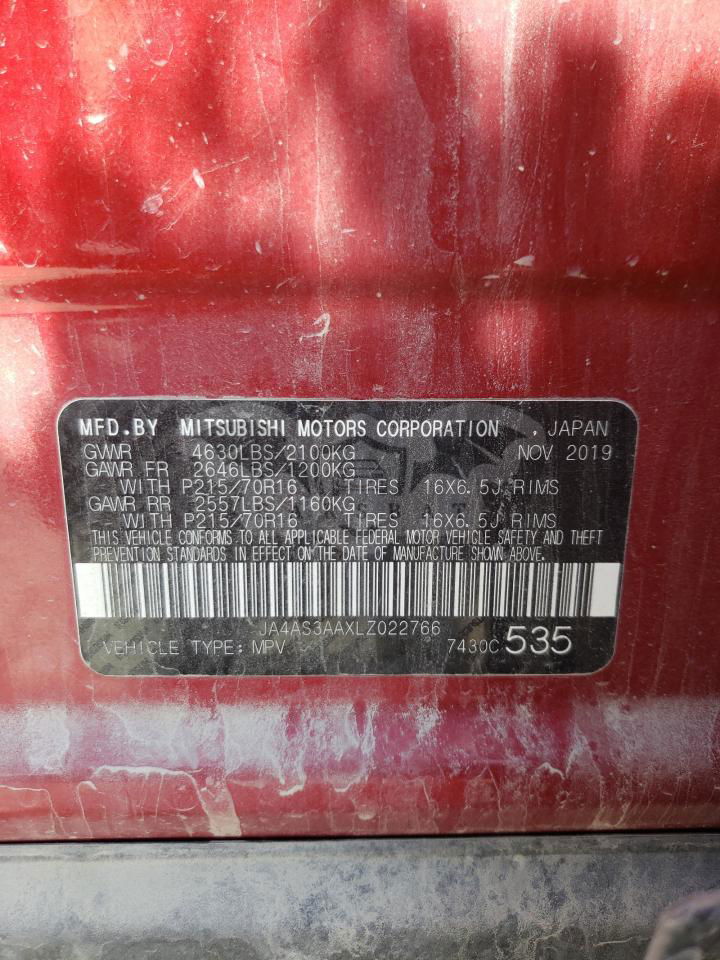 MFD.BY MITSUBISHI MOTORS CORPORATION , JAPAN
GVWR 4630LBS/2100KG NOV 2019
GAWR FR 2646LBS/1200KG
WITH P215/70R16 TIRES 16X6.5J RIMS
GAWR RR 2557LBS/1160KG
WITH P215/70R16 TIRES 16X6.5J RIMS
THIS VEHICLE CONFORMS TO ALL APPLICABLE FEDERAL MOTOR VEHICLE SAFETY AND THEFT
PREVENTION STANDARDS IN EFFECT ON THE DATE OF MANUFACTURE SHOWN ABOVE.
JA4AS3AAXLZ022766
VEHICLE TYPE: MPV 7430C 535